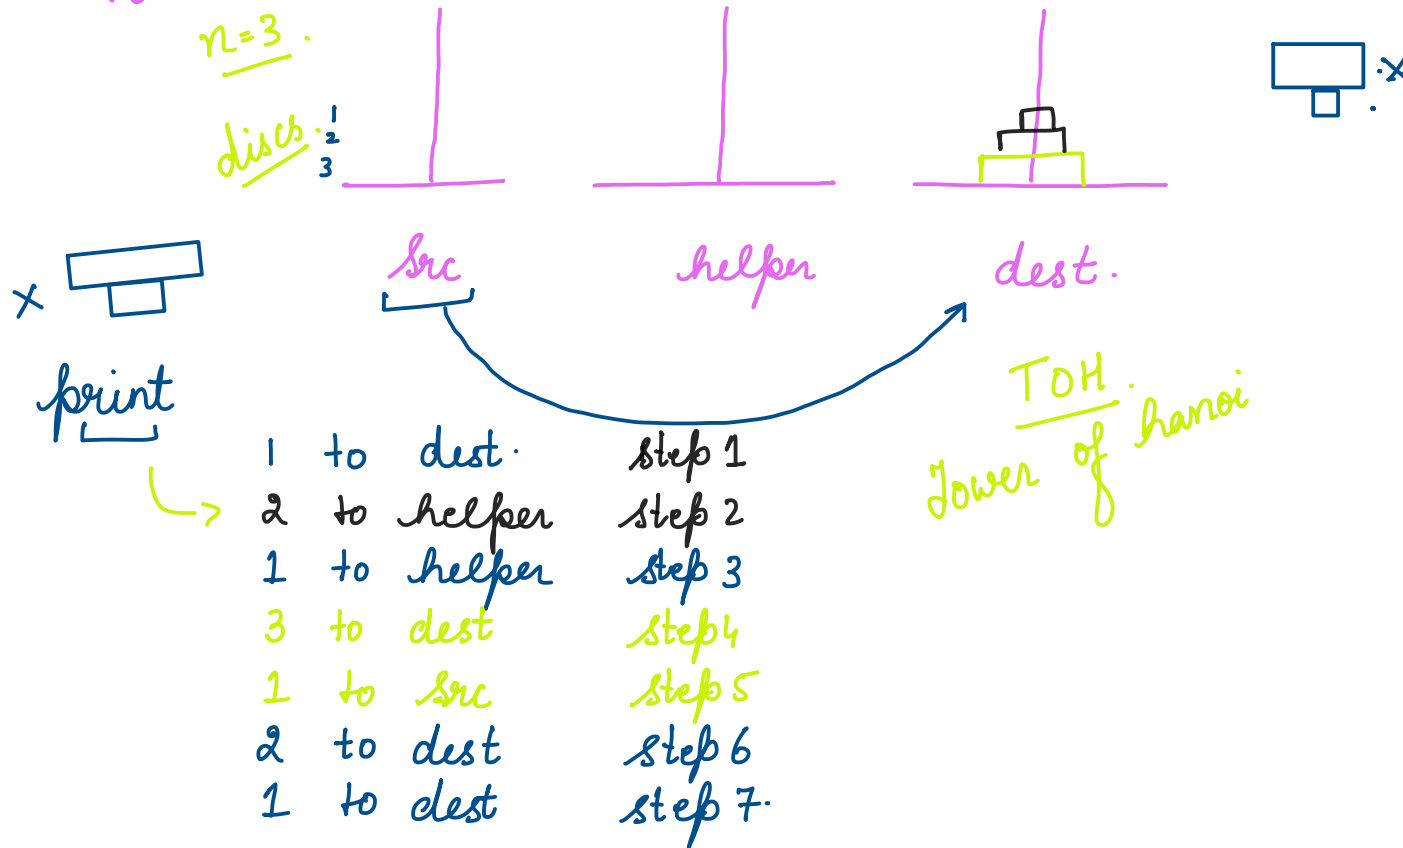 n=3.
discs. 1
2
3
src helper dest.
x
.x
print
TOH.
Tower of hanoi
1 to dest. step 1
2 to helper step 2
1 to helper step 3
3 to dest step 4
1 to src step 5
2 to dest step 6
1 to dest step 7.